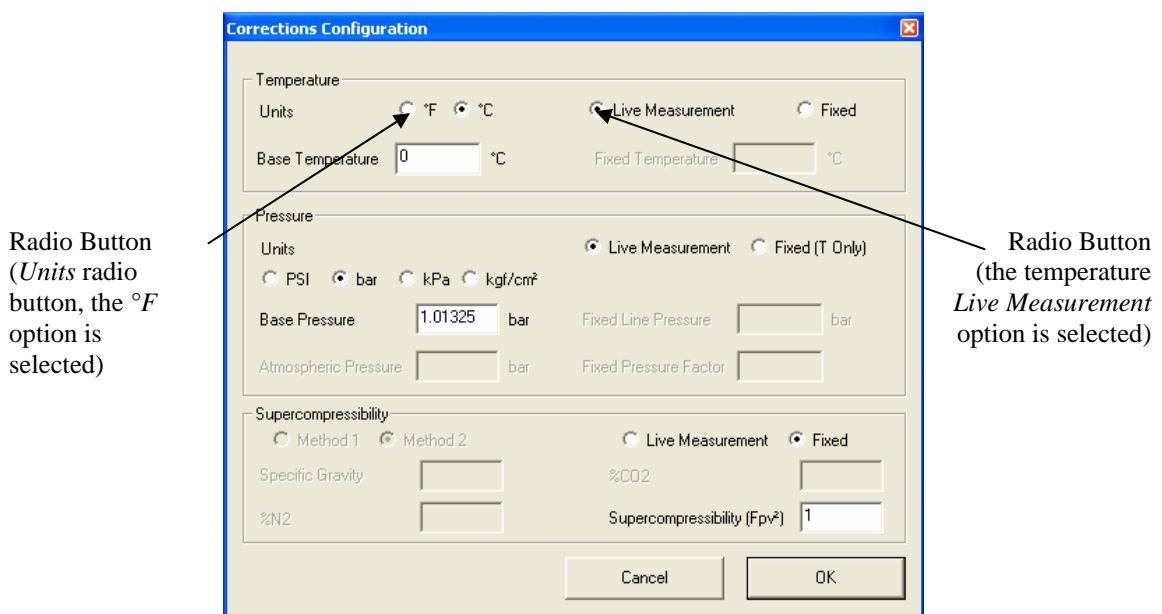 Corrections Configuration
Temperature
Units °F °C Live Measurement Fixed
Base Temperature 0 °C Fixed Temperature °C
Pressure
Units Live Measurement Fixed (T Only)
PSI bar kPa kgf/cm²
Base Pressure 1.01325 bar Fixed Line Pressure bar
Atmospheric Pressure bar Fixed Pressure Factor
Supercompressibility
Method 1 Method 2 Live Measurement Fixed
Specific Gravity %CO2
%N2 Supercompressibility (Fpv²) 1
Cancel OK
Radio Button
(Units radio
button, the °F
option is
selected)
Radio Button
(the temperature
Live Measurement
option is selected)